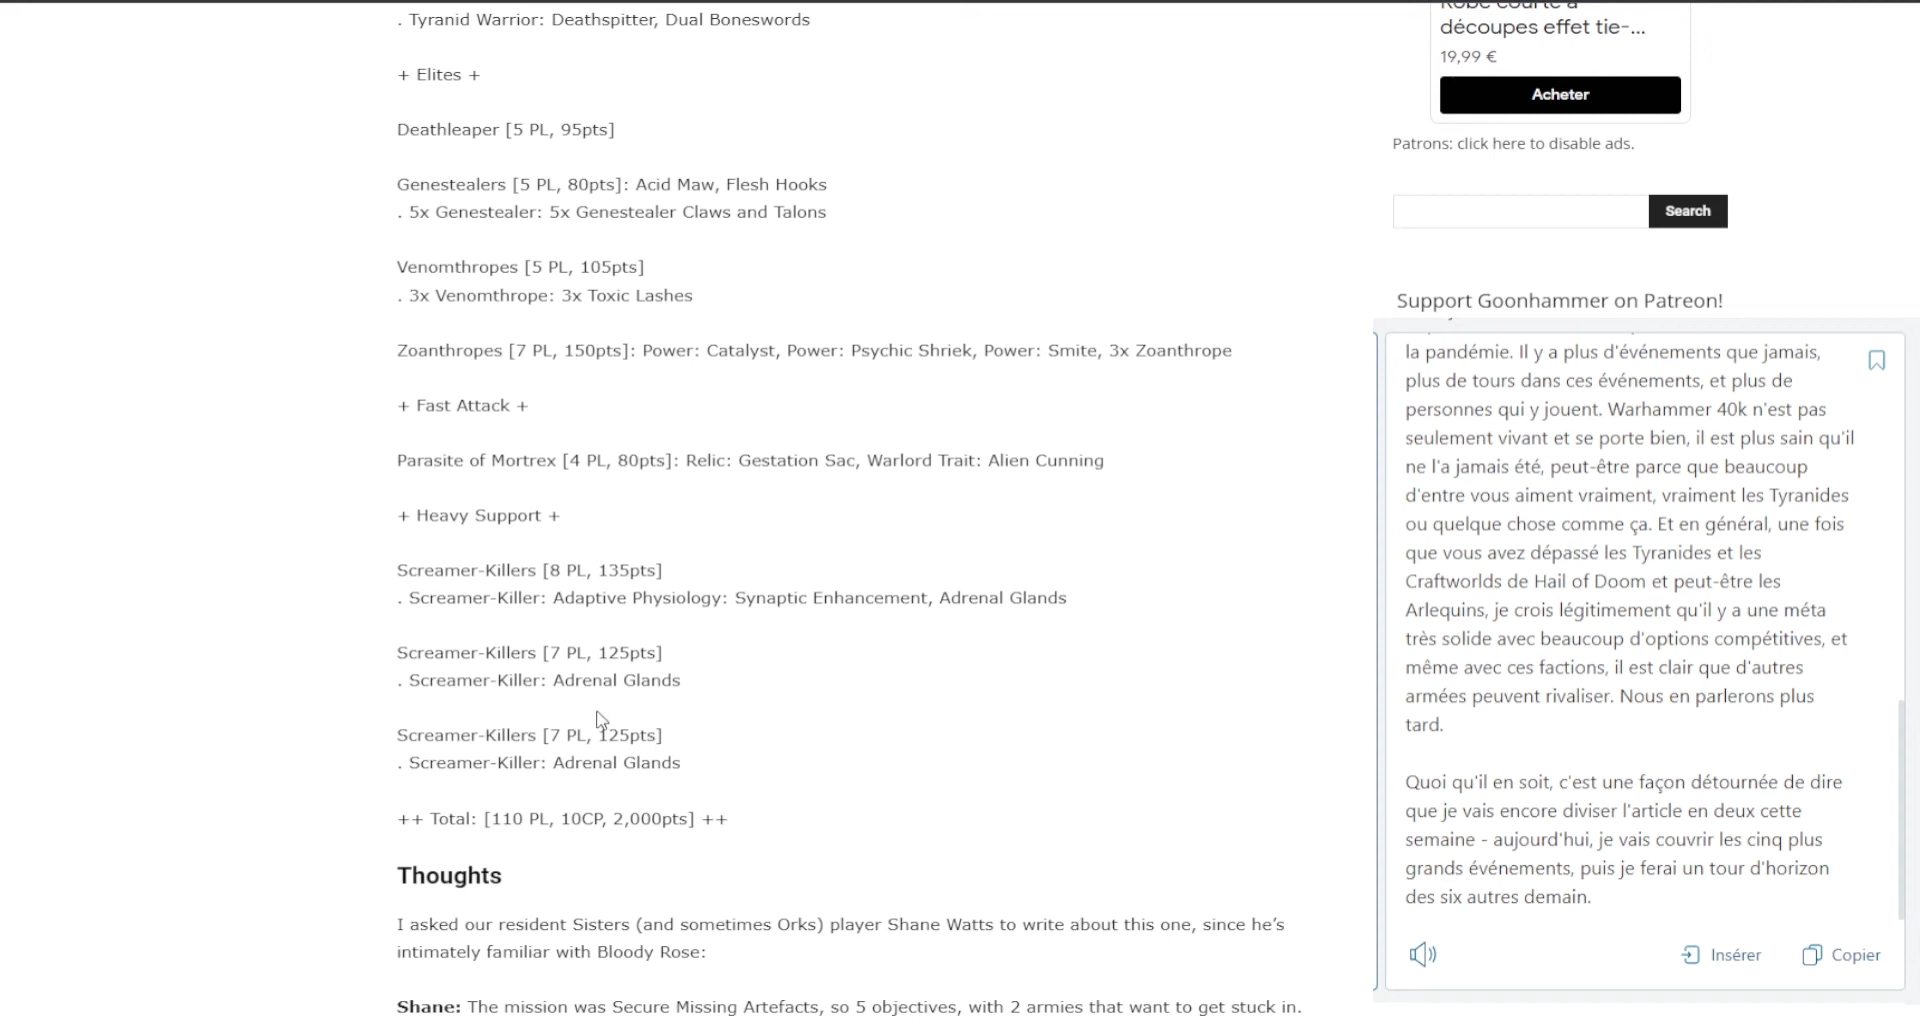 . Tyranid Warrior: Deathspitter, Dual Boneswords
+ Elites +
Deathleaper [5 PL, 95pts]
Genestealers [5 PL, 80pts]: Acid Maw, Flesh Hooks
. 5x Genestealer: 5x Genestealer Claws and Talons
Venomthropes [5 PL, 105pts]
. 3x Venomthrope: 3x Toxic Lashes
Zoanthropes [7 PL, 150pts]: Power: Catalyst, Power: Psychic Shriek, Power: Smite, 3x Zoanthrope
+ Fast Attack +
Parasite of Mortrex [4 PL, 80pts]: Relic: Gestation Sac, Warlord Trait: Alien Cunning
+ Heavy Support +
Screamer-Killers [8 PL, 135pts]
. Screamer-Killer: Adaptive Physiology: Synaptic Enhancement, Adrenal Glands
Screamer-Killers [7 PL, 125pts]
. Screamer-Killer: Adrenal Glands
Screamer-Killers [7 PL, 125pts]
. Screamer-Killer: Adrenal Glands
++ Total: [110 PL, 10CP, 2,000pts] ++
Thoughts
I asked our resident Sisters (and sometimes Orks) player Shane Watts to write about this one, since he’s
intimately familiar with Bloody Rose:
Shane: The mission was Secure Missing Artefacts, so 5 objectives, with 2 armies that want to get stuck in.
Robe courte à
découpes effet tie-...
19,99 €
Acheter
Patrons: click here to disable ads.
Search
Support Goonhammer on Patreon!
la pandémie. Il y a plus d'événements que jamais,
plus de tours dans ces événements, et plus de
personnes qui y jouent. Warhammer 40k n'est pas
seulement vivant et se porte bien, il est plus sain qu'il
ne l'a jamais été, peut-être parce que beaucoup
d'entre vous aiment vraiment, vraiment les Tyranides
ou quelque chose comme ça. Et en général, une fois
que vous avez dépassé les Tyranides et les
Craftworlds de Hail of Doom et peut-être les
Arlequins, je crois légitimement qu'il y a une méta
très solide avec beaucoup d'options compétitives, et
même avec ces factions, il est clair que d'autres
armées peuvent rivaliser. Nous en parlerons plus
tard.
Quoi qu'il en soit, c'est une façon détournée de dire
que je vais encore diviser l'article en deux cette
semaine - aujourd'hui, je vais couvrir les cinq plus
grands événements, puis je ferai un tour d'horizon
des six autres demain.
Insérer
Copier